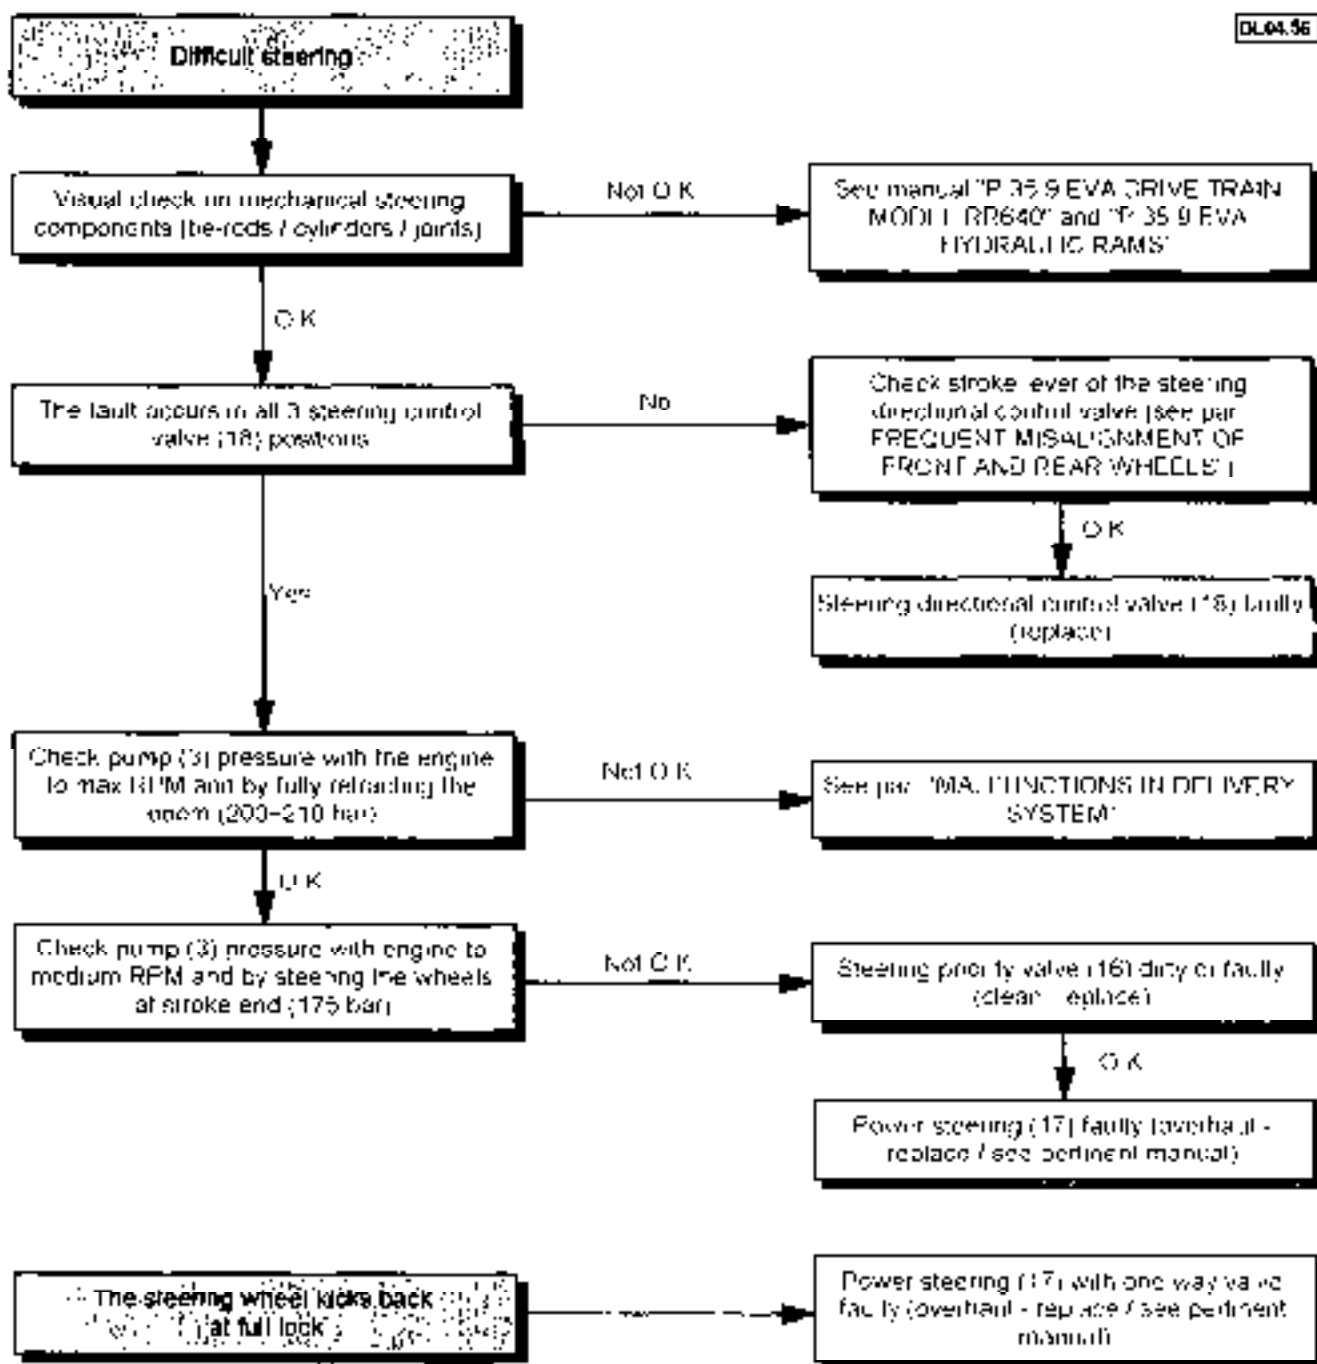 DL04.56
Difficult steering
Visual check on mechanical steering
components (tie-rods / cylinders / joints)
Not O K
See manual "P 35.9 EVA DRIVE TRAIN
MODEL RR640" and "P 35 9 EVA
HYDRAULIC RAMS"
O K
The fault occurs in all 3 steering control
valve (18) positions
No
Check stroke lever of the steering
directional control valve (see par
FREQUENT MISALIGNMENT OF
FRONT AND REAR WHEELS")
O K
Yes
Steering directional control valve (18) faulty
(replace)
Check pump (3) pressure with the engine
to max RPM and by fully retracting the
boom (200-210 bar)
Not O K
See par "MALFUNCTIONS IN DELIVERY
SYSTEM"
O K
Check pump (3) pressure with engine to
medium RPM and by steering the wheels
at stroke end (175 bar)
Not O K
Steering priority valve (16) dirty or faulty
(clean replace)
O K
Power steering (17) faulty (overhaul -
replace / see pertinent manual)
The steering wheel kicks back
at full lock
Power steering (17) with one way valve
faulty (overhaul - replace / see pertinent
manual)